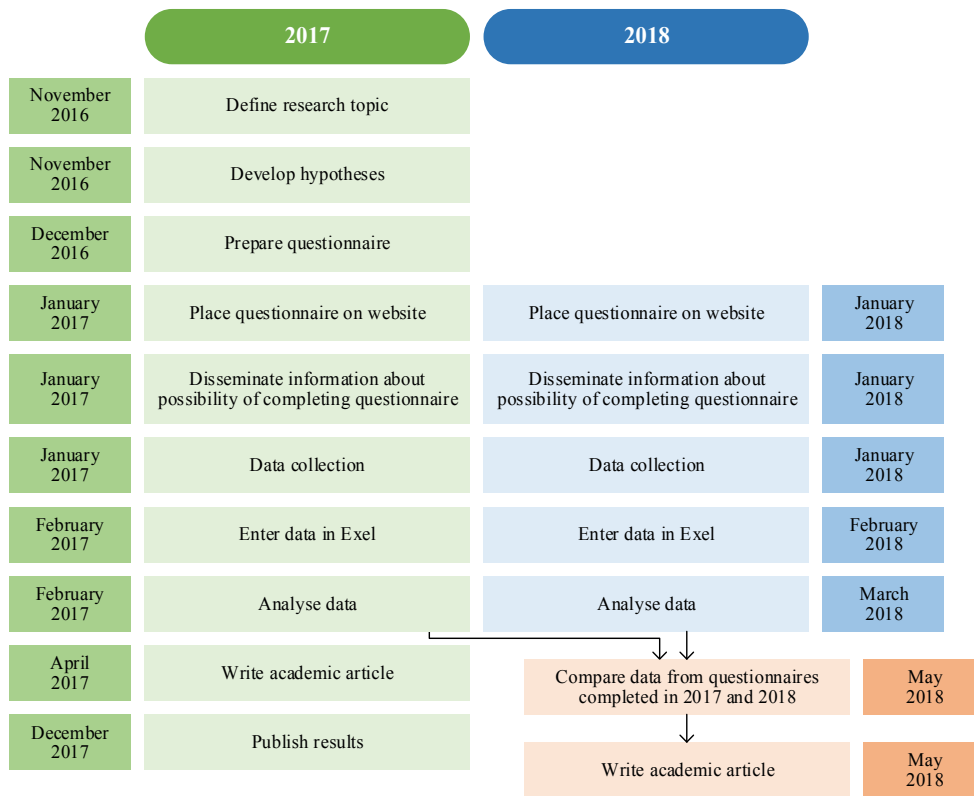 2017
2018
November
2016
Define research topic
November
2016
Develop hypotheses
December
2016
Prepare questionnaire
January
2017
Place questionnaire on website
Place questionnaire on website
January
2018
January
2017
Disseminate information about
possibility of completing questionnaire
Disseminate information about
possibility of completing questionnaire
January
2018
January
2017
Data collection
Data collection
January
2018
February
2017
Enter data in Exel
Enter data in Exel
February
2018
February
2017
Analyse data
Analyse data
March
2018
April
2017
Write academic article
Compare data from questionnaires
completed in 2017 and 2018
May
2018
December
2017
Publish results
Write academic article
May
2018